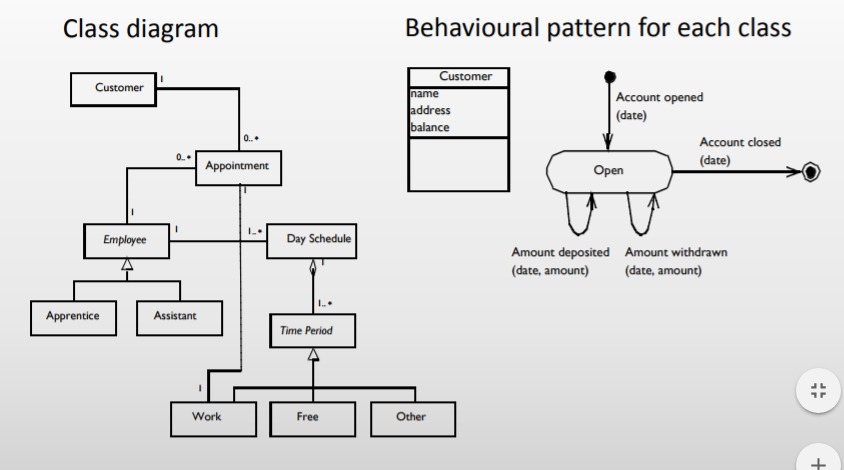 Class diagram
Behavioural pattern for each class
Customer
1
0..*
0..*
Appointment
1
1
Employee
1
1..*
Day Schedule
1
Apprentice
Assistant
1..*
Time Period
1
Work
Free
Other
Customer
name
address
balance
Account opened
(date)
Account closed
(date)
Open
Amount deposited
(date, amount)
Amount withdrawn
(date, amount)